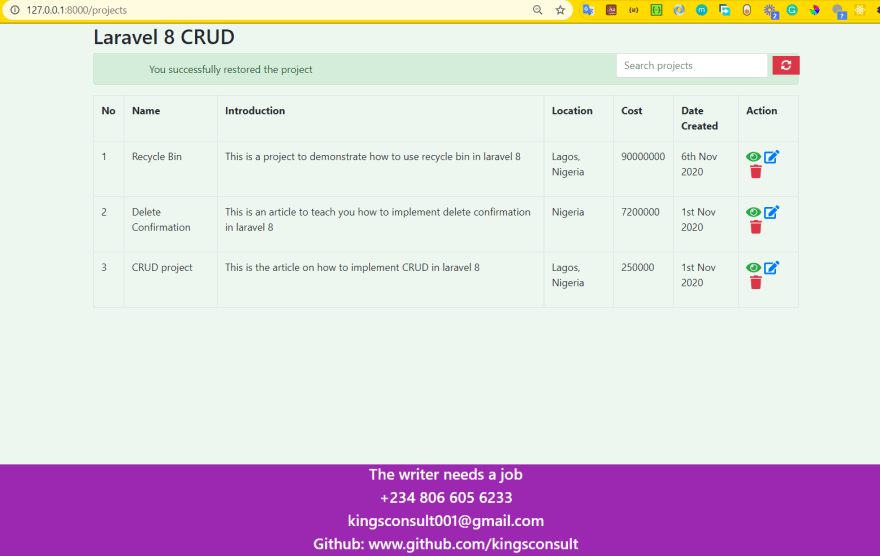 127.0.0.1:8000/projects
Laravel 8 CRUD
You successfully restored the project
Search projects
No Name Introduction Location Cost Date Created Action
1 Recycle Bin This is a project to demonstrate how to use recycle bin in laravel 8 Lagos, Nigeria 90000000 6th Nov 2020
2 Delete Confirmation This is an article to teach you how to implement delete confirmation in laravel 8 Nigeria 7200000 1st Nov 2020
3 CRUD project This is the article on how to implement CRUD in laravel 8 Lagos, Nigeria 250000 1st Nov 2020
The writer needs a job
+234 806 605 6233
kingsconsult001@gmail.com
Github: www.github.com/kingsconsult